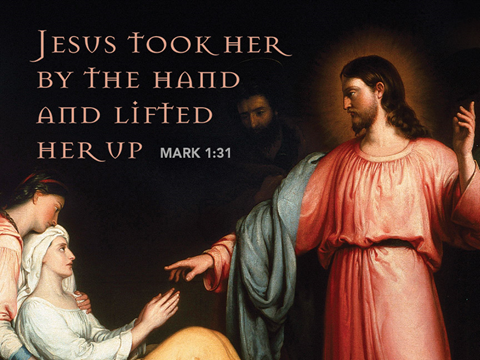 Jesus took her
by the hand
and lifted
her up MARK 1:31